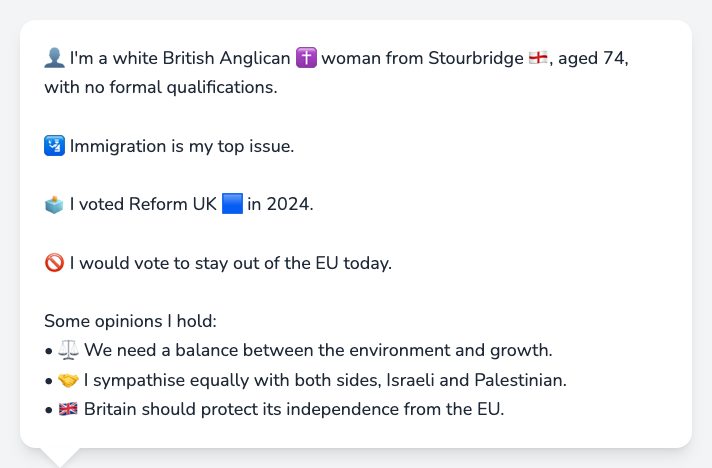 👤 I'm a white British Anglican ✝️ woman from Stourbridge 🏴󠁧󠁢󠁥󠁮󠁧󠁿, aged 74,
with no formal qualifications.
🛂 Immigration is my top issue.
🗳️ I voted Reform UK 🟦 in 2024.
🚫 I would vote to stay out of the EU today.
Some opinions I hold:
• ⚖️ We need a balance between the environment and growth.
• 🤝 I sympathise equally with both sides, Israeli and Palestinian.
• 🇬🇧 Britain should protect its independence from the EU.